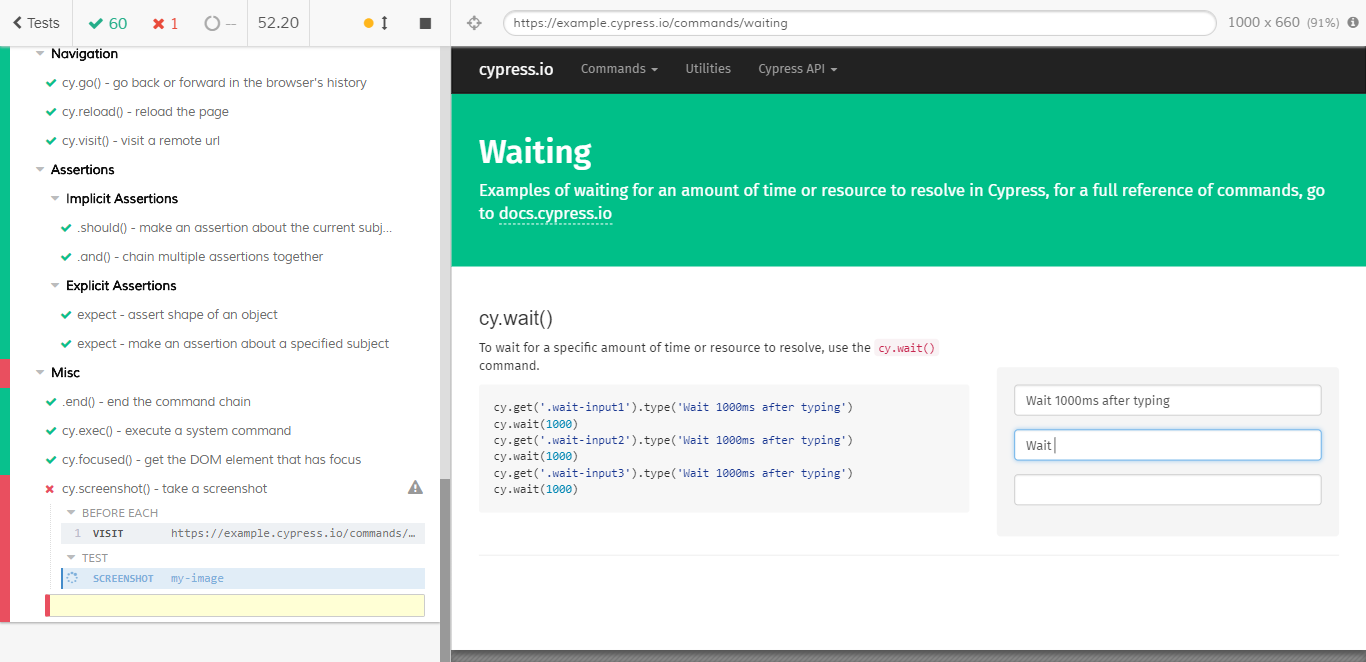 Tests
60
1
--
52.20
https://example.cypress.io/commands/waiting
1000 x 660 (91%)
Navigation
cy.go() - go back or forward in the browser's history
cy.reload() - reload the page
cy.visit() - visit a remote url
Assertions
Implicit Assertions
.should() - make an assertion about the current subj...
.and() - chain multiple assertions together
Explicit Assertions
expect - assert shape of an object
expect - make an assertion about a specified subject
Misc
.end() - end the command chain
cy.exec() - execute a system command
cy.focused() - get the DOM element that has focus
cy.screenshot() - take a screenshot
BEFORE EACH
1 VISIT https://example.cypress.io/commands/…
TEST
SCREENSHOT my-image
cypress.io Commands Utilities Cypress API
Waiting
Examples of waiting for an amount of time or resource to resolve in Cypress, for a full reference of commands, go
to docs.cypress.io
cy.wait()
To wait for a specific amount of time or resource to resolve, use the cy.wait()
command.
cy.get('.wait-input1').type('Wait 1000ms after typing')
cy.wait(1000)
cy.get('.wait-input2').type('Wait 1000ms after typing')
cy.wait(1000)
cy.get('.wait-input3').type('Wait 1000ms after typing')
cy.wait(1000)
Wait 1000ms after typing
Wait